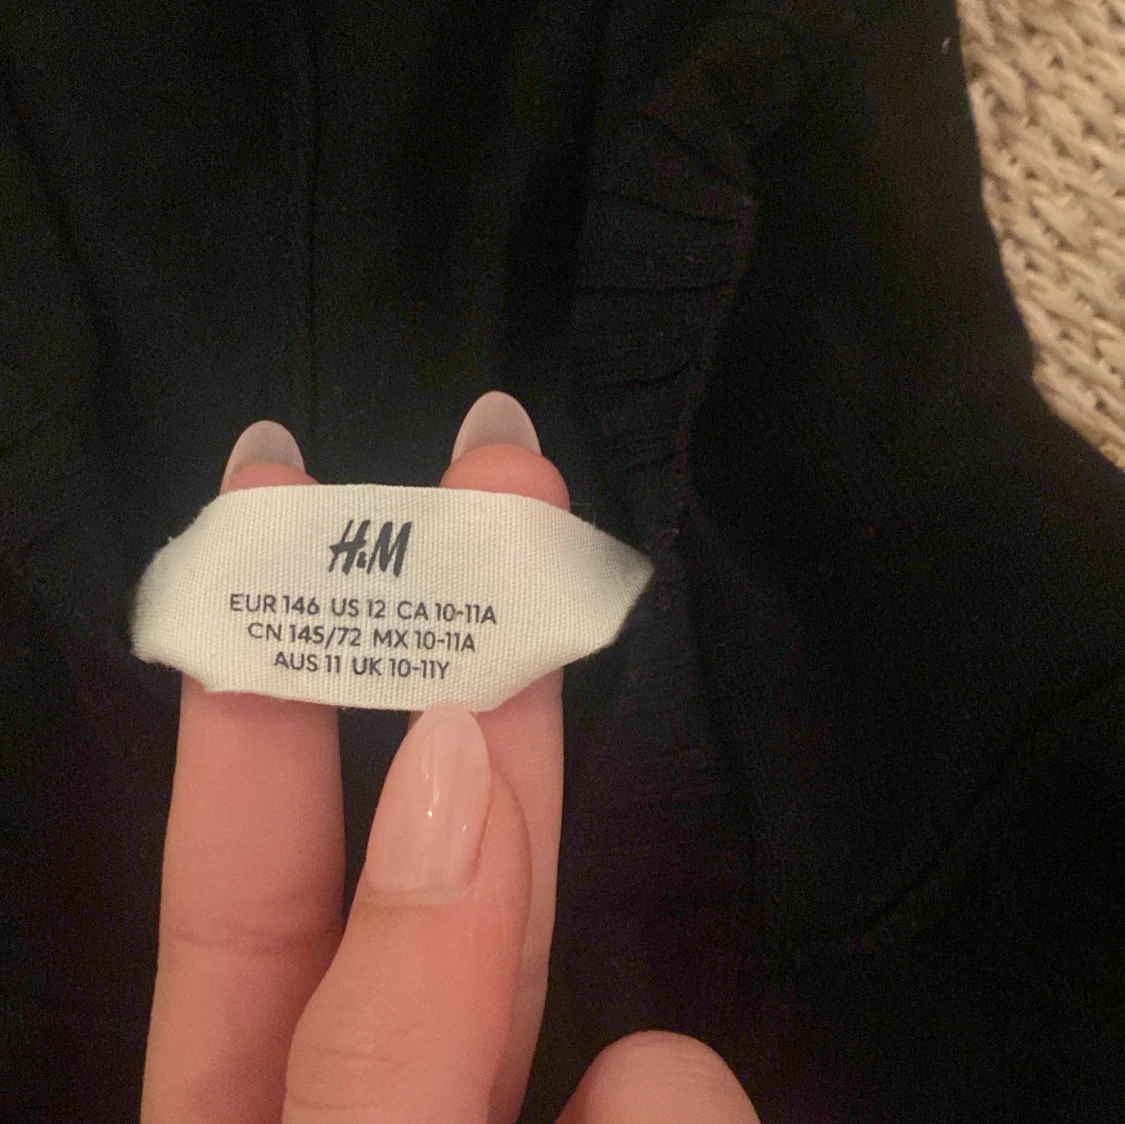 H&M
EUR 146 US 12 CA 10-11A
CN 145/72 MX 10-11A
AUS 11 UK 10-11Y